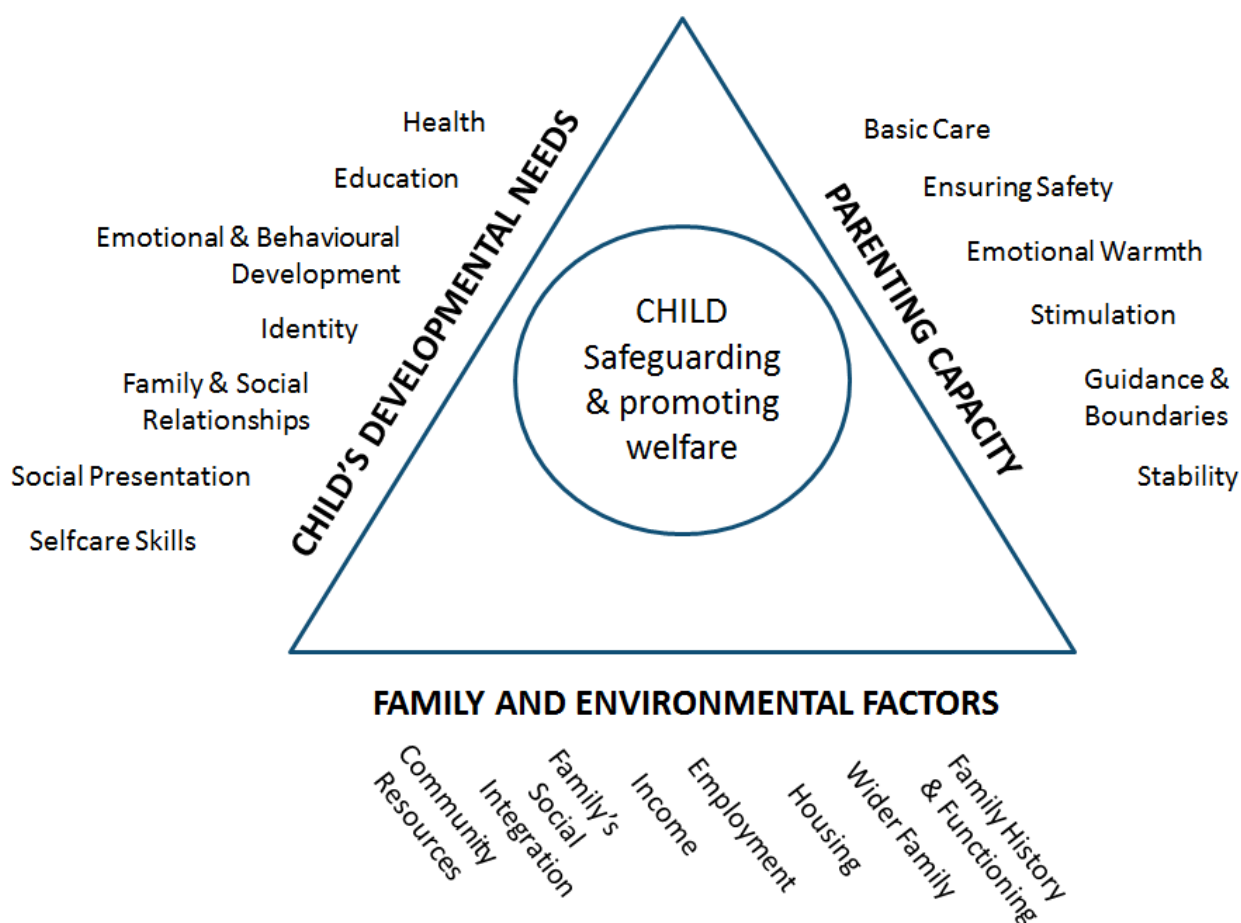 Health
Education
Emotional & Behavioural
Development
Identity
Family & Social
Relationships
Social Presentation
Selfcare Skills
CHILD'S DEVELOPMENTAL NEEDS
CHILD
Safeguarding
& promoting
welfare
PARENTING CAPACITY
Basic Care
Ensuring Safety
Emotional Warmth
Stimulation
Guidance &
Boundaries
Stability
FAMILY AND ENVIRONMENTAL FACTORS
Community
Resources
Family's
Social
Integration
Income
Employment
Housing
Wider Family
Family History
& Functioning